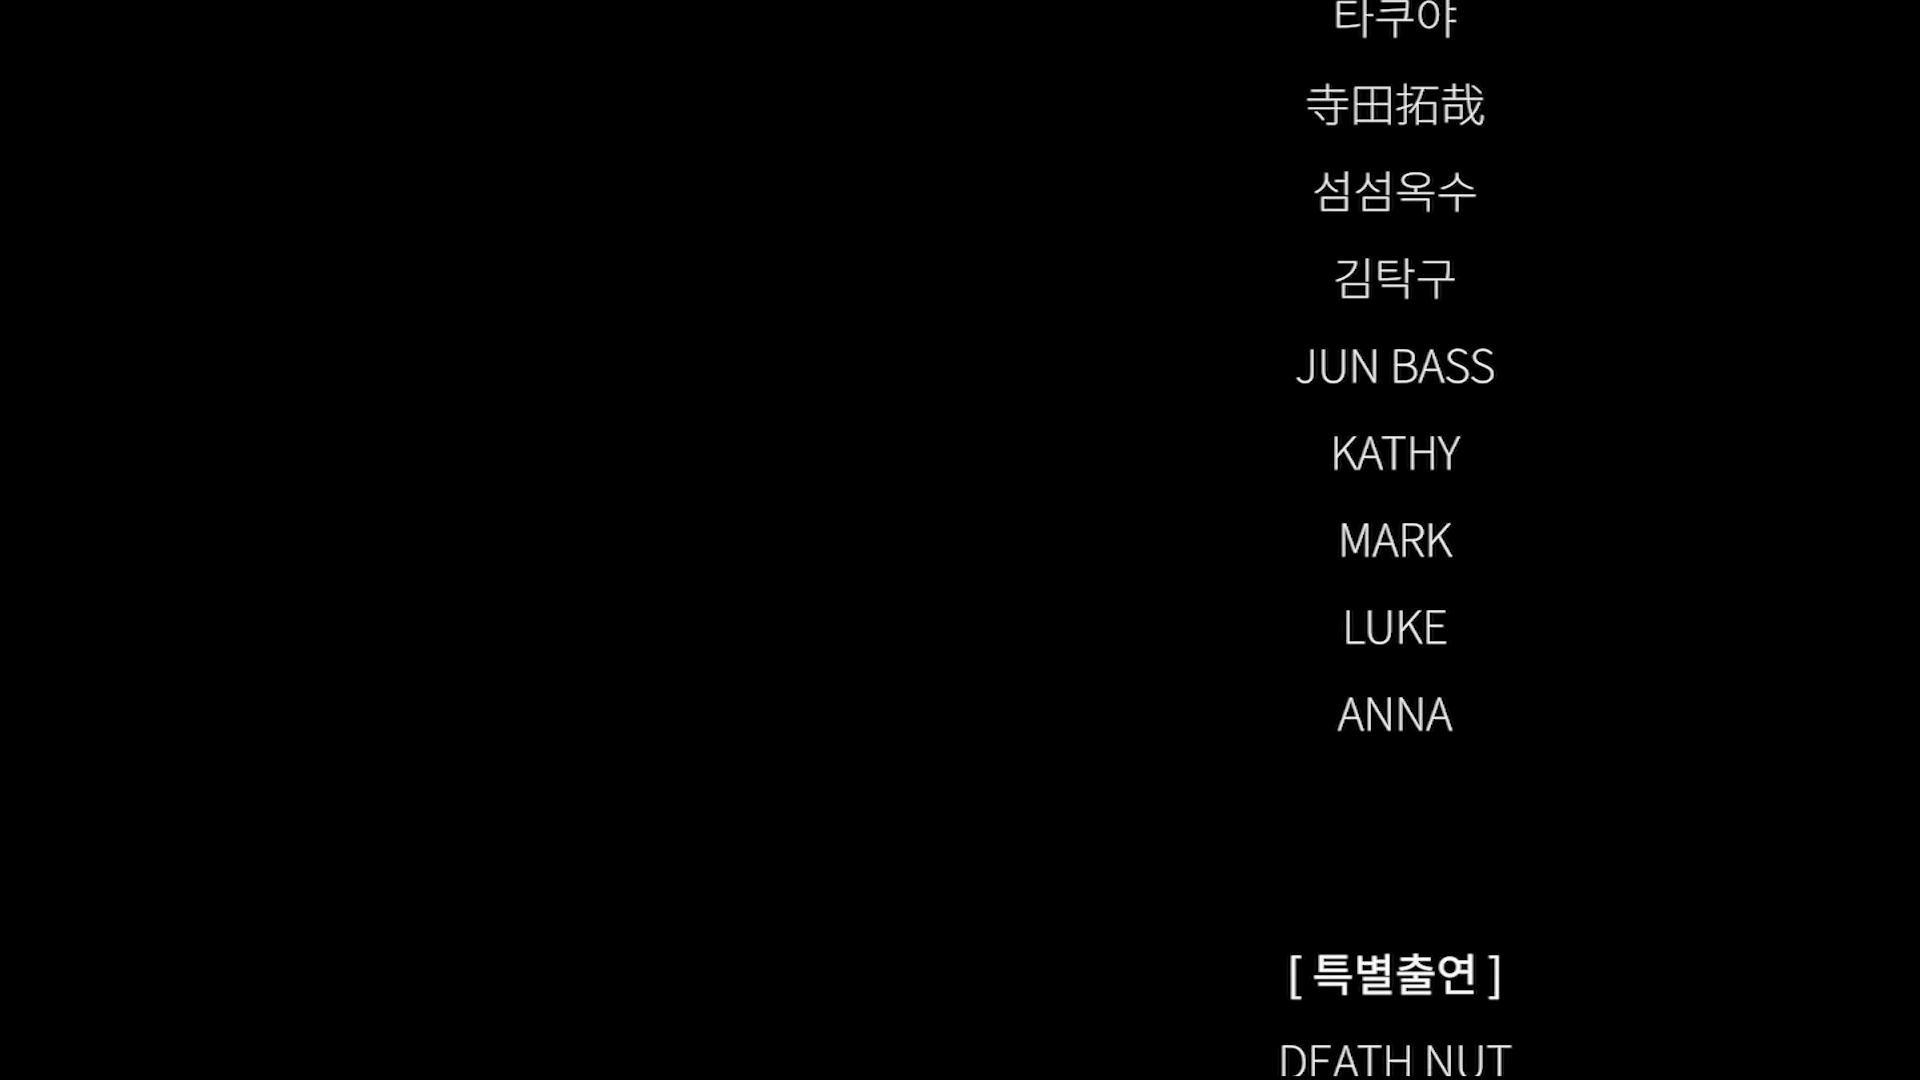 타쿠야
寺田拓哉
섬섬옥수
김탁구
JUN BASS
KATHY
MARK
LUKE
ANNA
[ 특별출연 ]
DEATH NUT